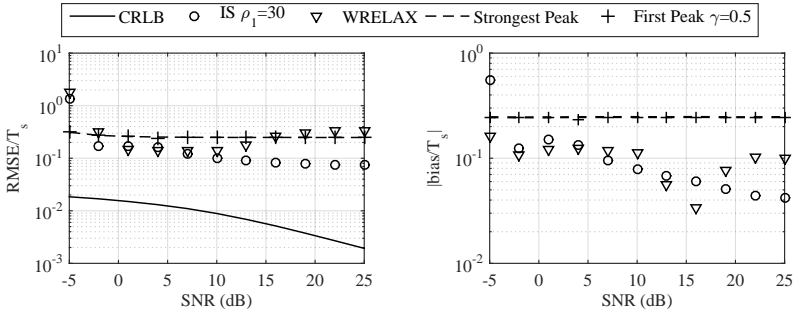 CRLB IS ρ1=30 WRELAX Strongest Peak First Peak γ=0.5
RMSE/Ts
10^1
10^0
10^-1
10^-2
10^-3
-5 0 5 10 15 20 25
SNR (dB)
|bias/Ts|
10^0
10^-1
10^-2
-5 0 5 10 15 20 25
SNR (dB)